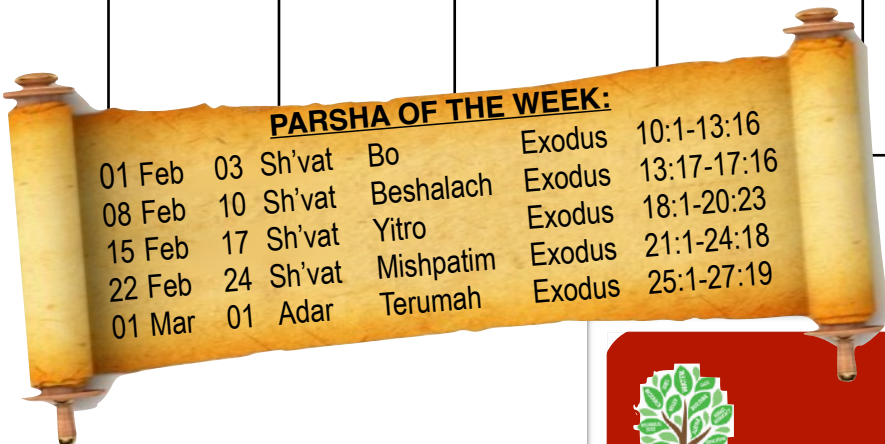 PARSHA OF THE WEEK:
01 Feb 03 Sh'vat Bo Exodus 10:1-13:16
08 Feb 10 Sh'vat Beshalach Exodus 13:17-17:16
15 Feb 17 Sh'vat Yitro Exodus 18:1-20:23
22 Feb 24 Sh'vat Mishpatim Exodus 21:1-24:18
01 Mar 01 Adar Terumah Exodus 25:1-27:19